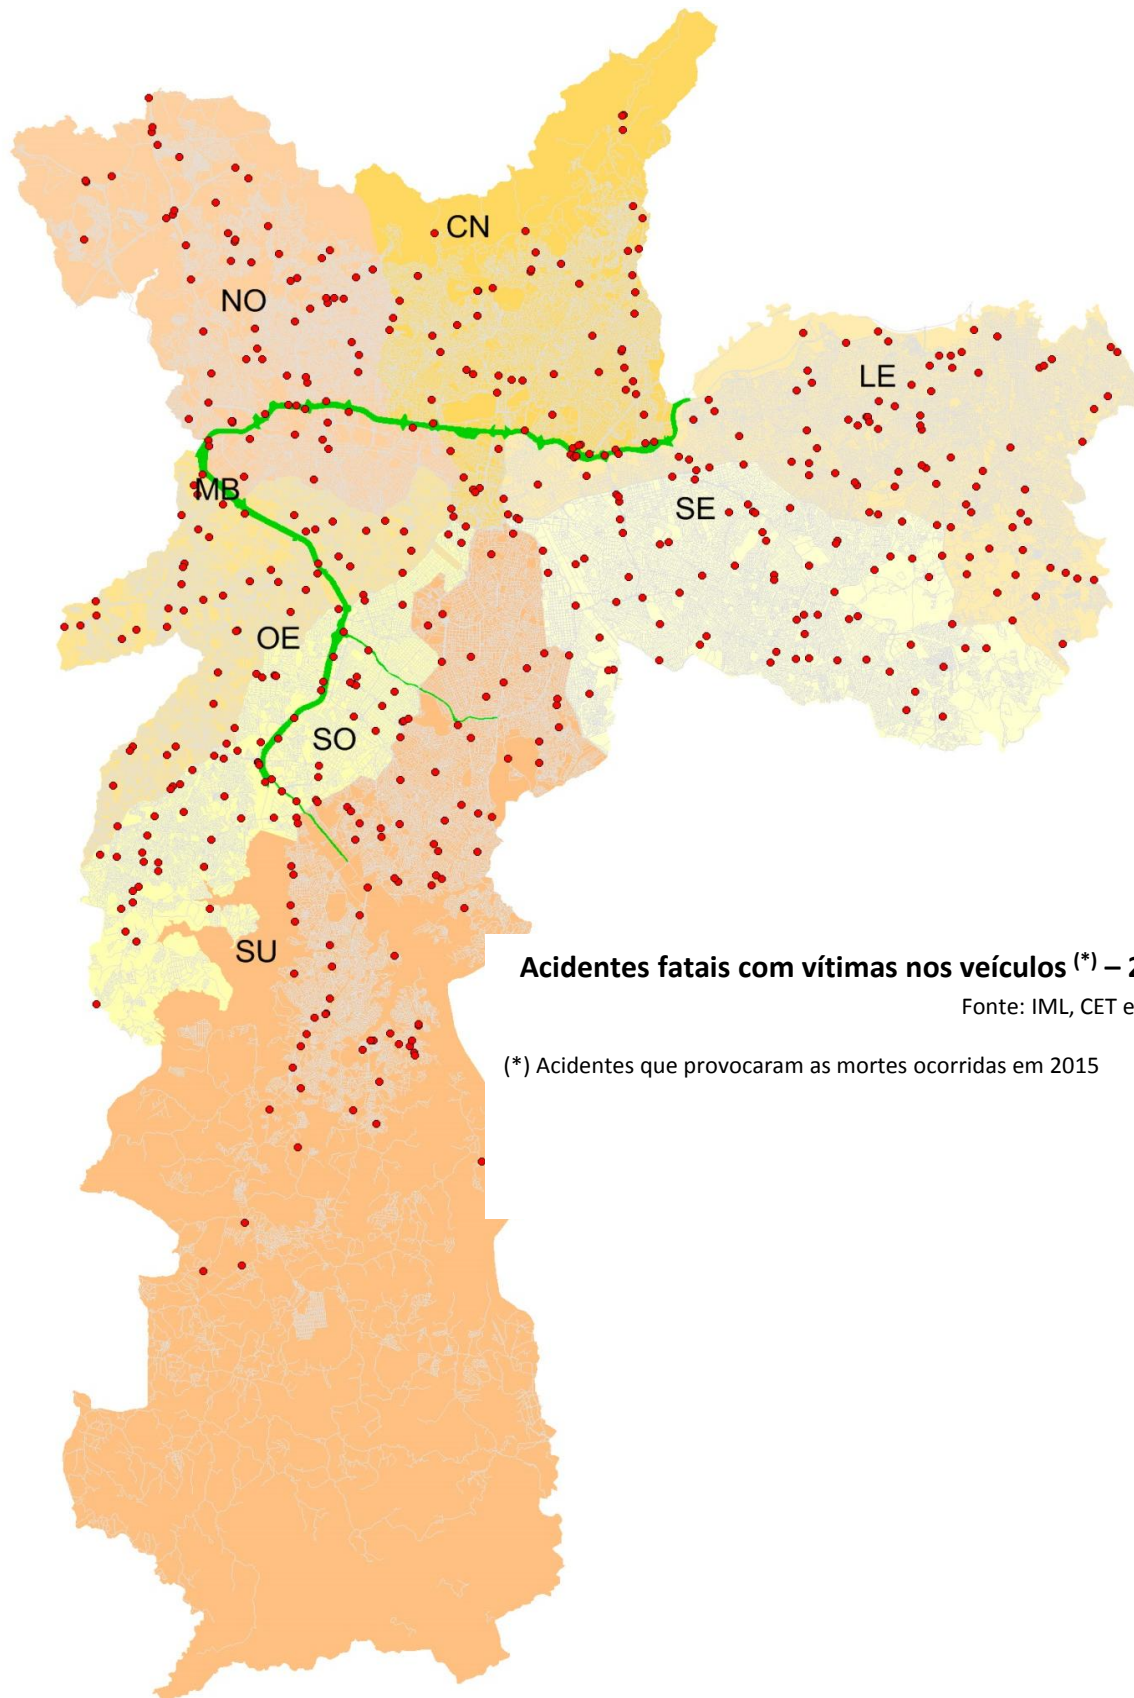 CN
NO
LE
MB
SE
OE
SO
SU
Acidentes fatais com vítimas nos veículos (*) – 2
Fonte: IML, CET e
(*) Acidentes que provocaram as mortes ocorridas em 2015